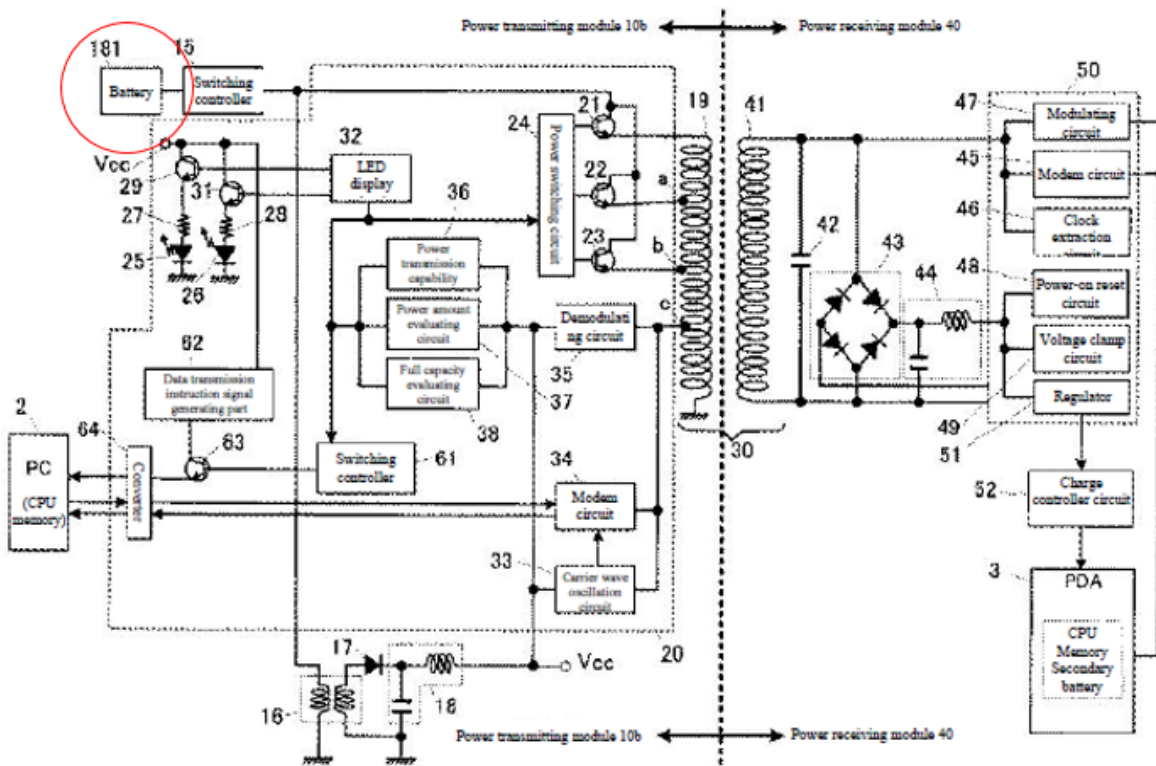 Power transmitting module 10b
Power receiving module 40
181
15
Battery
Switching
controller
Vcc
29
31
27
28
25
26
32
LED
display
36
Power
transmission
capability
Power amount
evaluating circuit
Full capacity
evaluating
circuit
37
38
24
Power switching circuit
21
22
23
a
b
c
19
41
Demodulati
ng circuit
35
30
42
43
44
50
47
Modulating
circuit
45
Modem circuit
46
Clock
extraction
circuit
48
Power-on reset
circuit
Voltage clamp
circuit
49
Regulator
51
62
Data transmission
instruction signal
generating part
2
64
63
PC
(CPU
memory)
Converter
Switching
controller
61
34
Modem
circuit
33
Carrier wave
oscillation
circuit
20
52
Charge
controller circuit
3
PDA
CPU
Memory
Secondary
battery
17
Vcc
16
18
Power transmitting module 10b
Power receiving module 40